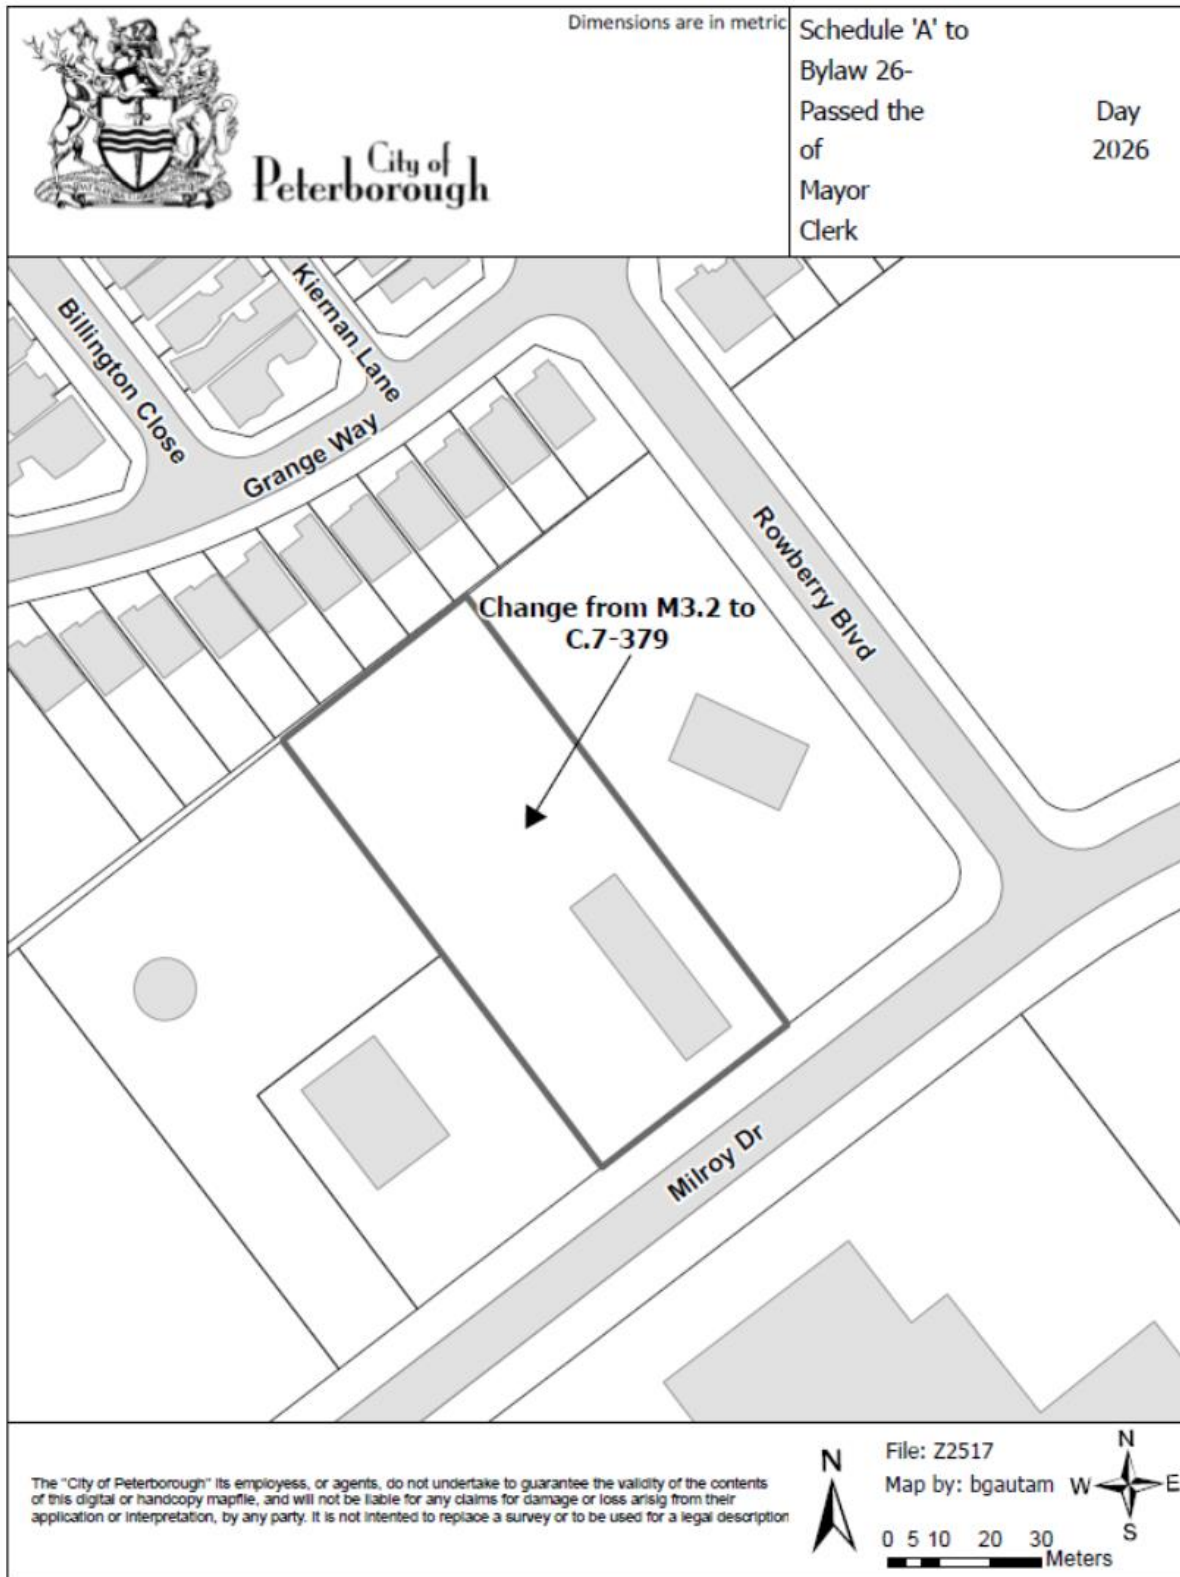 Dimensions are in metric
City of
Peterborough
Schedule 'A' to
Bylaw 26-
Passed the Day
of 2026
Mayor
Clerk
Kiernan Lane
Billington Close
Grange Way
Rowberry Blvd
Change from M3.2 to
C.7-379
Milroy Dr
The "City of Peterborough" its employess, or agents, do not undertake to guarantee the validity of the contents
of this digital or handcopy mapfile, and will not be liable for any claims for damage or loss arisig from their
application or interpretation, by any party. It is not intended to replace a survey or to be used for a legal description
N
File: Z2517
Map by: bgautam
N
W E
S
0 5 10 20 30
Meters